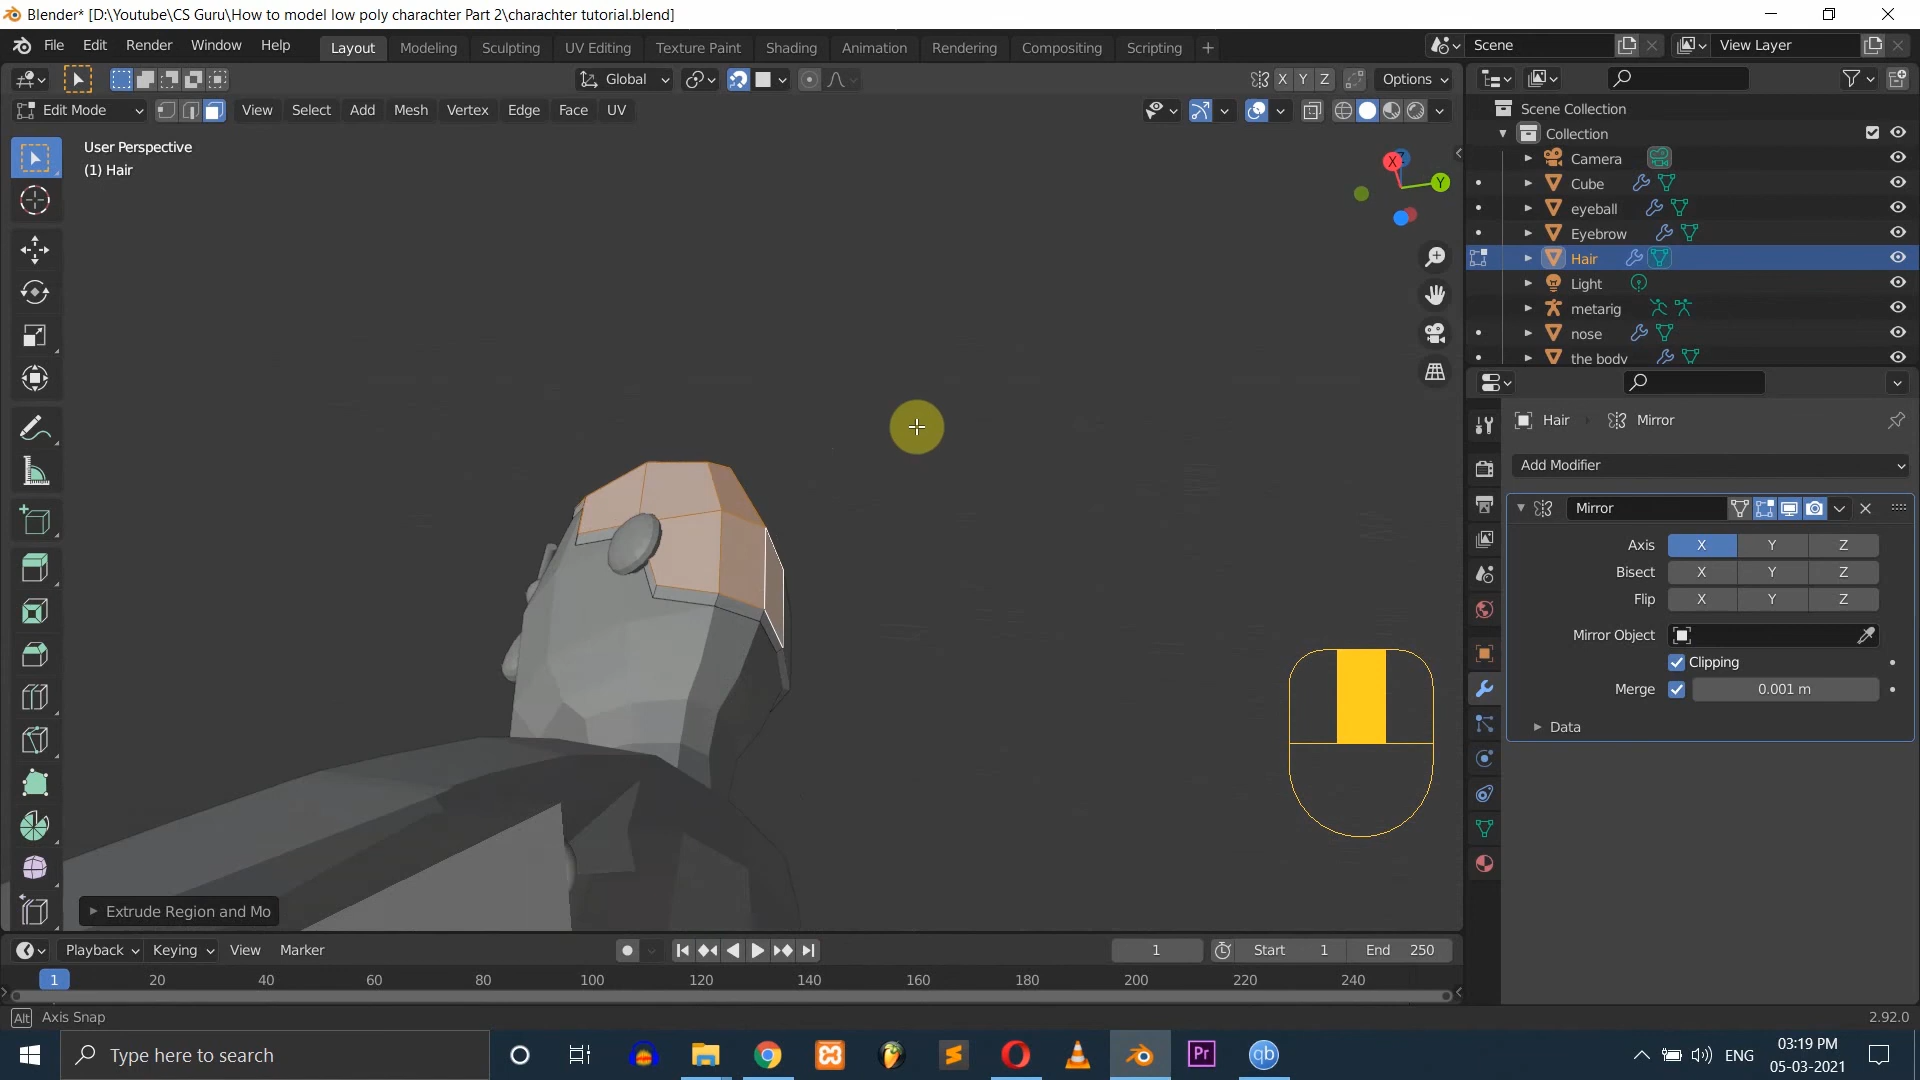 Blender* [D:\Youtube\CS Guru\How to model low poly charachter Part 2\charachter tutorial.blend]
File Edit Render Window Help Layout Modeling Sculpting UV Editing Texture Paint Shading Animation Rendering Compositing Scripting + Scene View Layer
Global X Y Z Options
Edit Mode View Select Add Mesh Vertex Edge Face UV
User Perspective
(1) Hair
X Z Y
Scene Collection
Collection
Camera
Cube
eyeball
Eyebrow
Hair
Light
metarig
nose
the body
Hair Mirror
Add Modifier
Mirror
Axis X Y Z
Bisect X Y Z
Flip X Y Z
Mirror Object
Clipping
Merge 0.001 m
Data
Extrude Region and Mo
Playback Keying View Marker 1 Start 1 End 250
1 20 40 60 80 100 120 140 160 180 200 220 240
Alt Axis Snap 2.92.0
Type here to search
Pr
qb
ENG
03:19 PM
05-03-2021